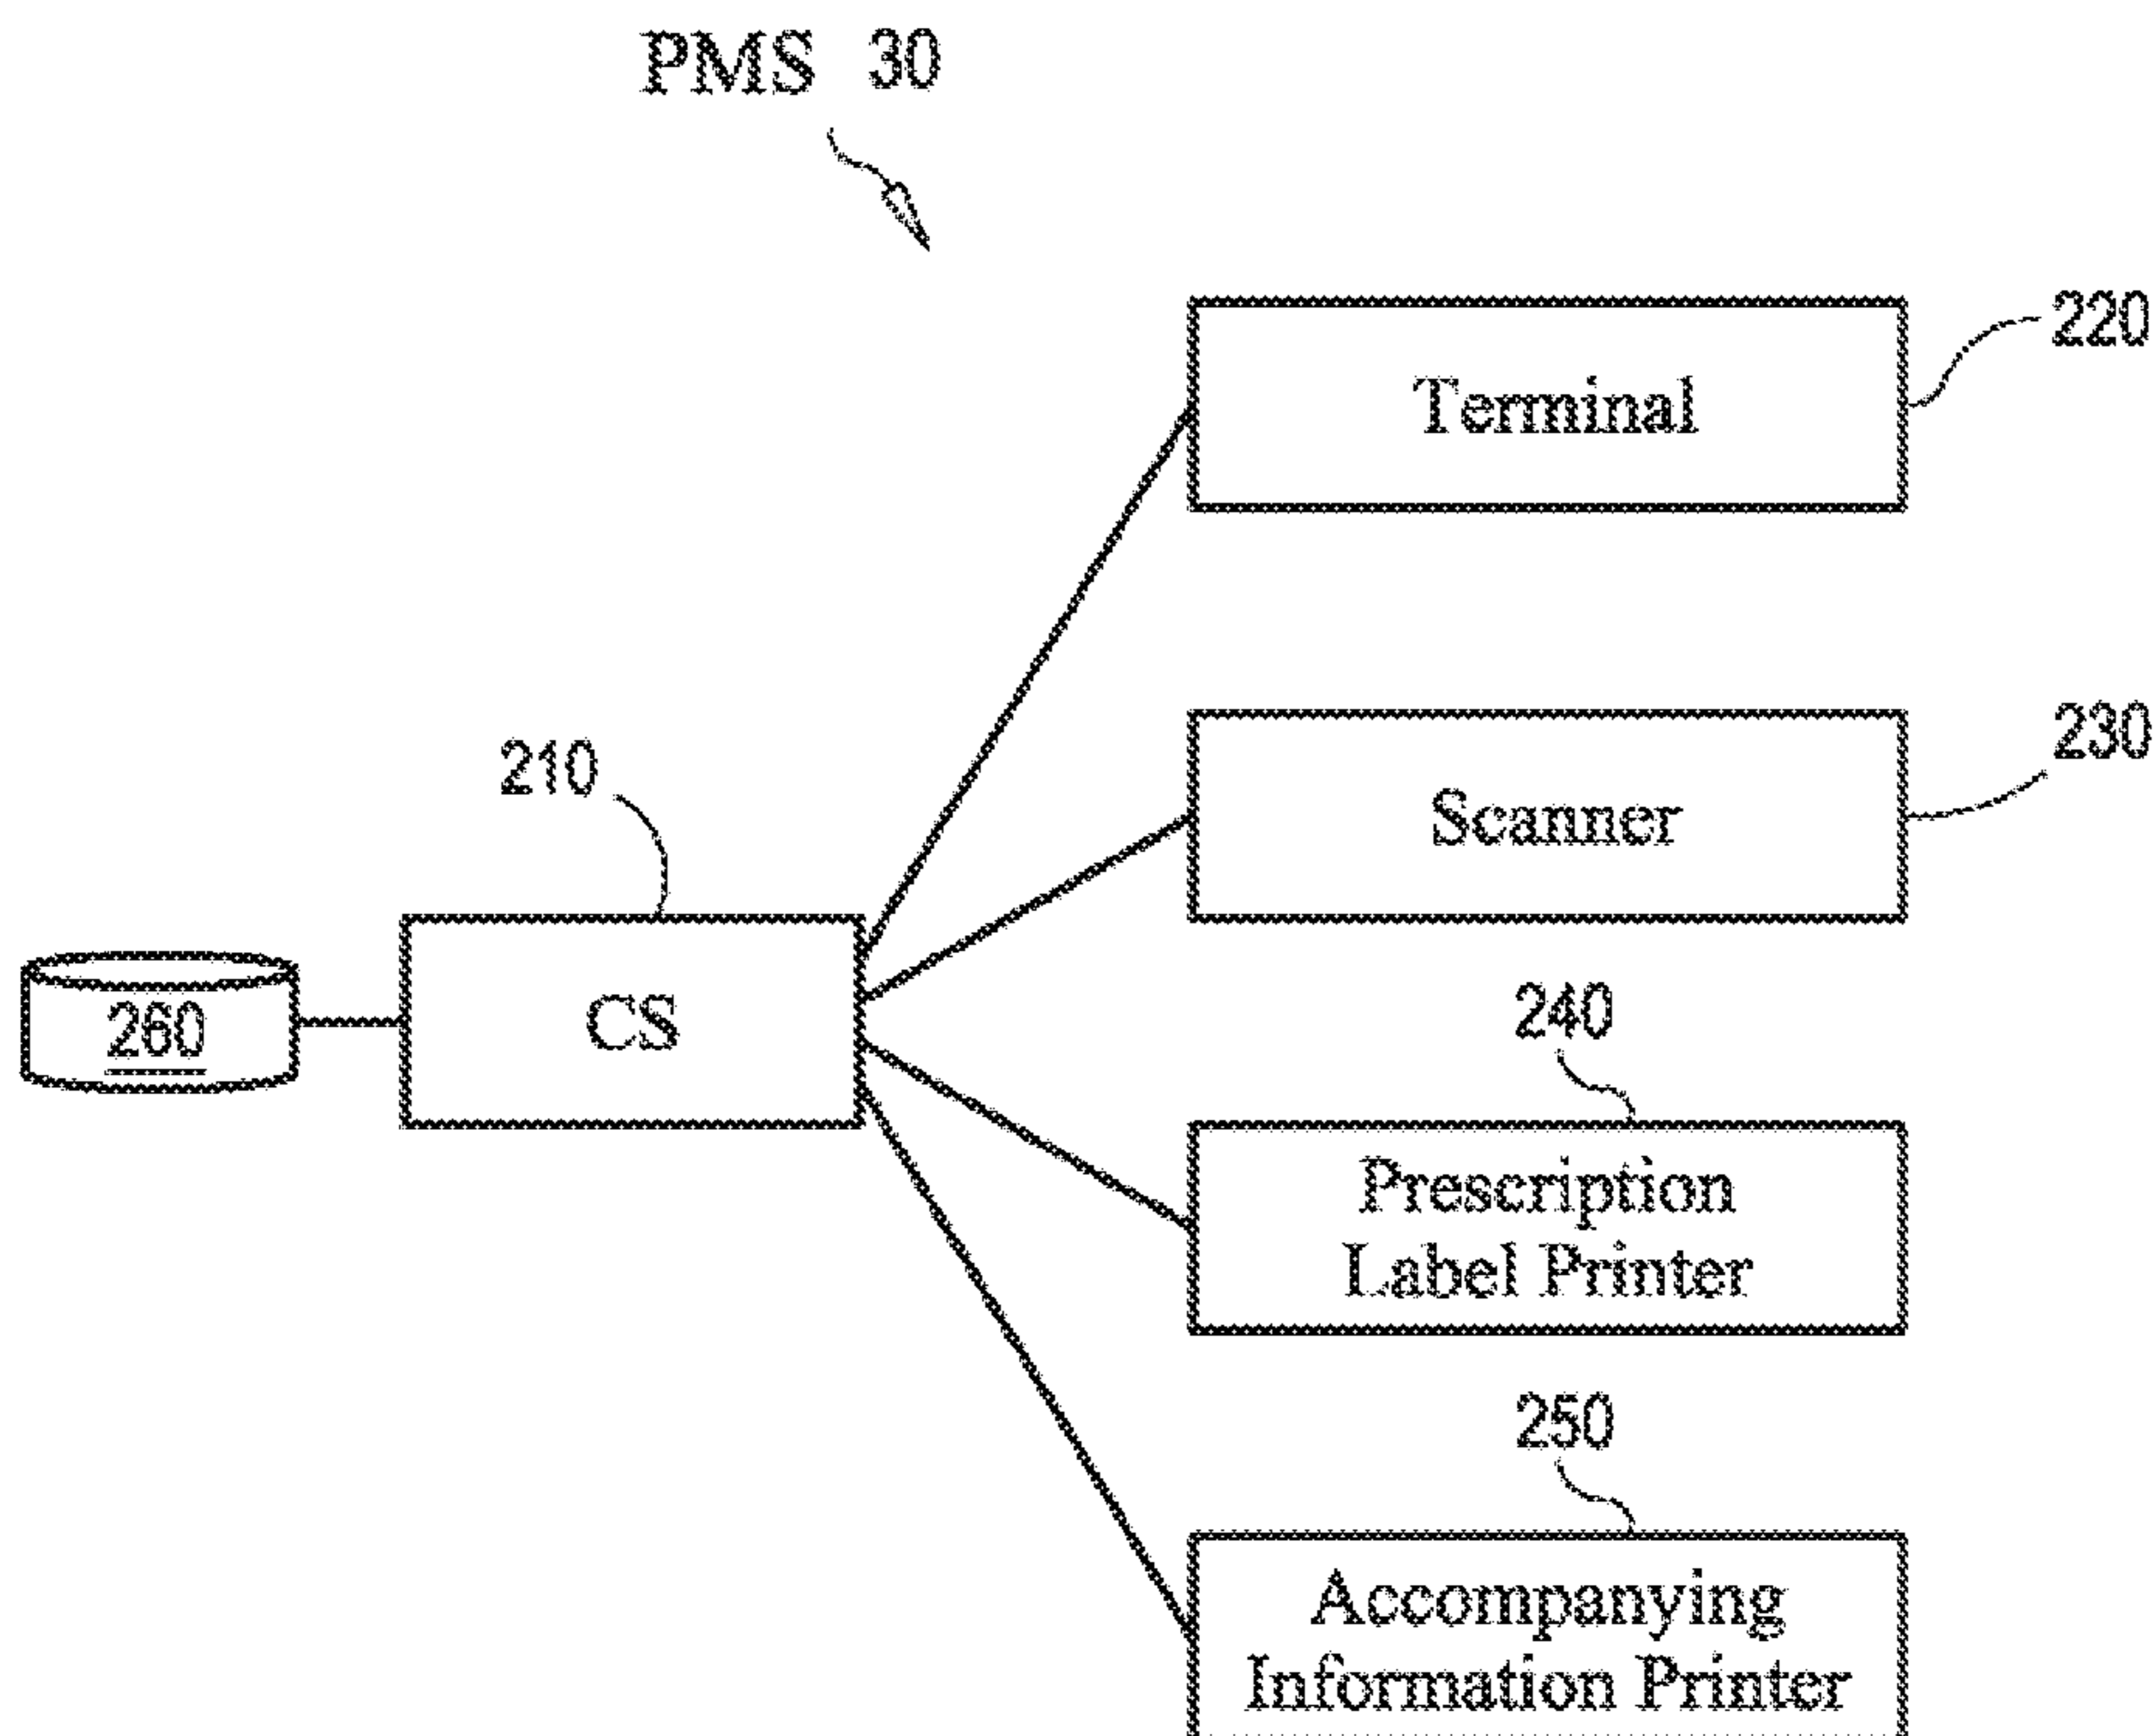 PMS 30
220
Terminal
230
Scanner
210
260
CS
240
Prescription
Label Printer
250
Accompanying
Information Printer